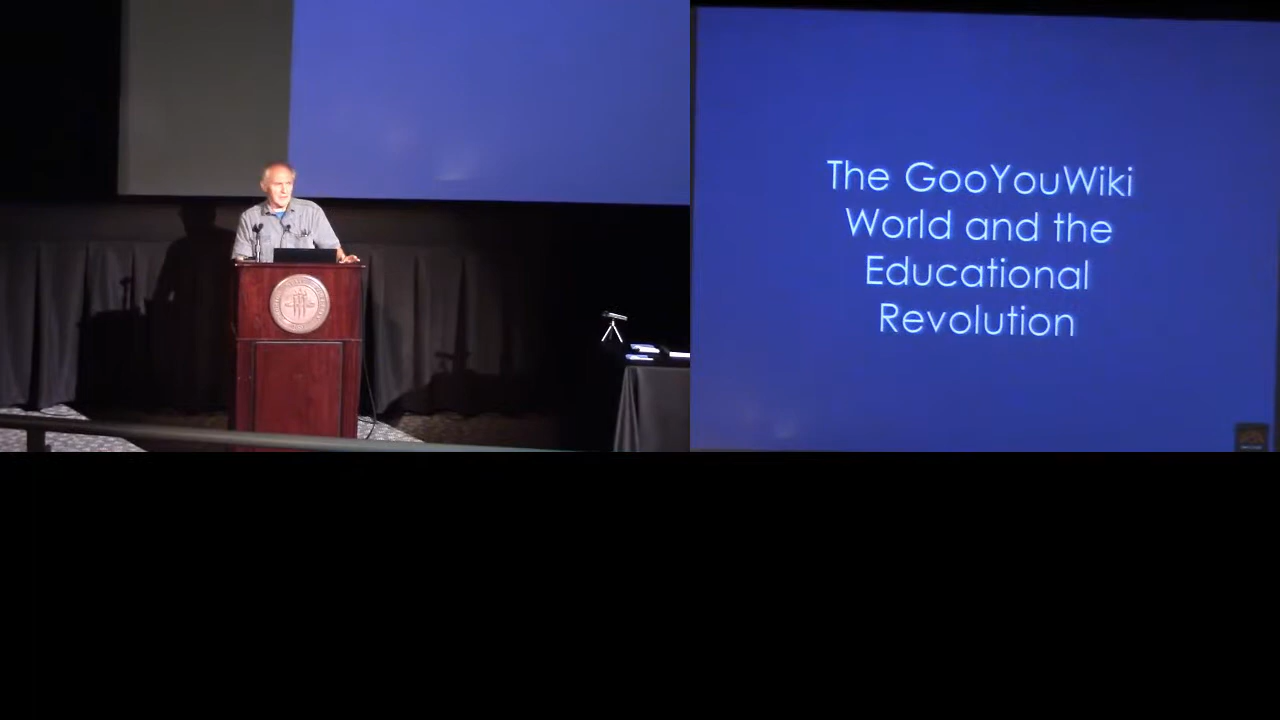 The GooYouWiki
World and the
Educational
Revolution